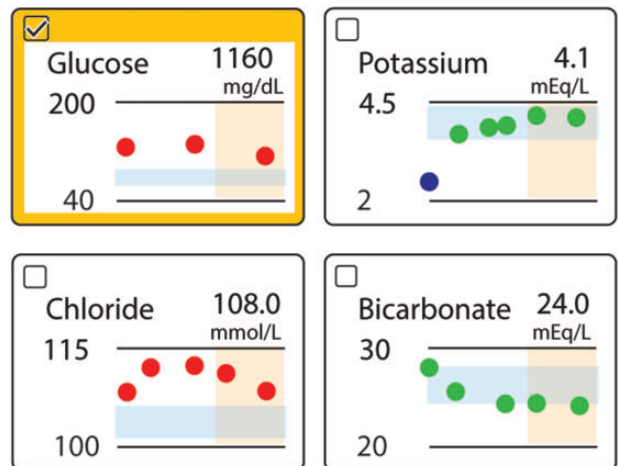 Glucose 1160
mg/dL
200
40
Potassium 4.1
mEq/L
4.5
2
Chloride 108.0
mmol/L
115
100
Bicarbonate 24.0
mEq/L
30
20